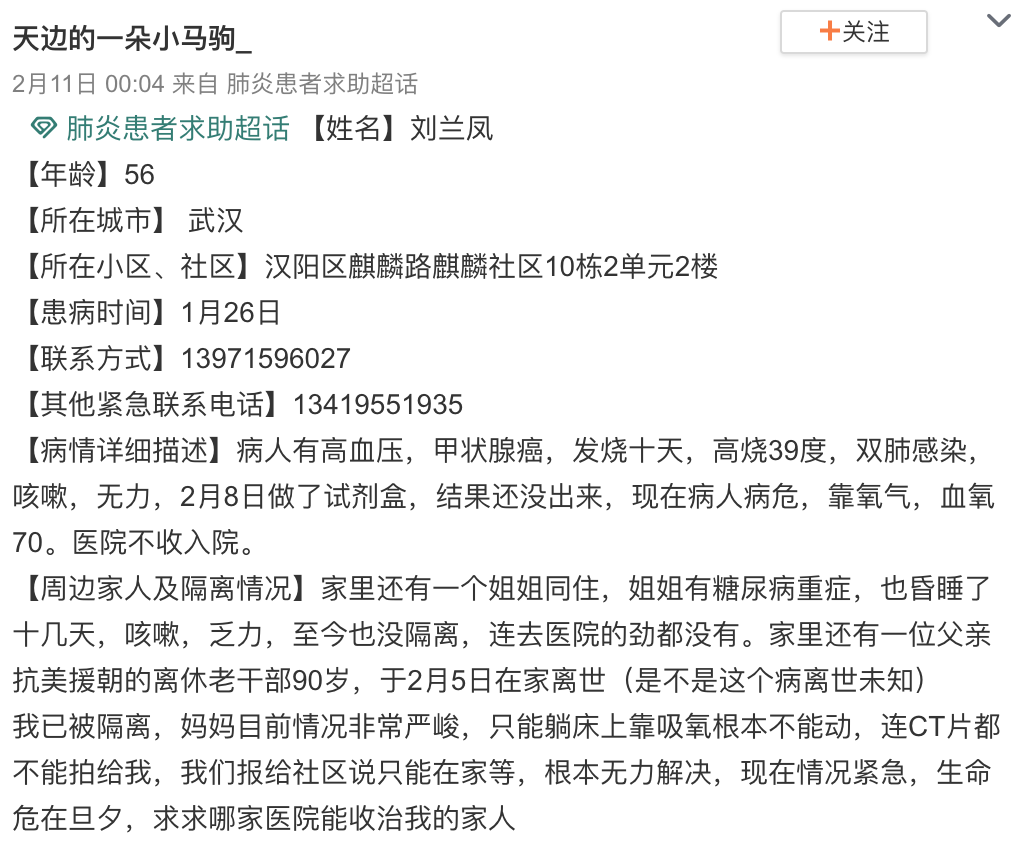 天边的一朵小马驹_
+关注
2月11日 00:04 来自 肺炎患者求助超话
肺炎患者求助超话 【姓名】刘兰凤
【年龄】56
【所在城市】 武汉
【所在小区、社区】汉阳区麒麟路麒麟社区10栋2单元2楼
【患病时间】1月26日
【联系方式】13971596027
【其他紧急联系电话】13419551935
【病情详细描述】病人有高血压，甲状腺癌，发烧十天，高烧39度，双肺感染，
咳嗽，无力，2月8日做了试剂盒，结果还没出来，现在病人病危，靠氧气，血氧
70。医院不收入院。
【周边家人及隔离情况】家里还有一个姐姐同住，姐姐有糖尿病重症，也昏睡了
十几天，咳嗽，乏力，至今也没隔离，连去医院的劲都没有。家里还有一位父亲
抗美援朝的离休老干部90岁，于2月5日在家离世（是不是这个病离世未知）
我已被隔离，妈妈目前情况非常严峻，只能躺床上靠吸氧根本不能动，连CT片都
不能拍给我，我们报给社区说只能在家等，根本无力解决，现在情况紧急，生命
危在旦夕，求求哪家医院能收治我的家人